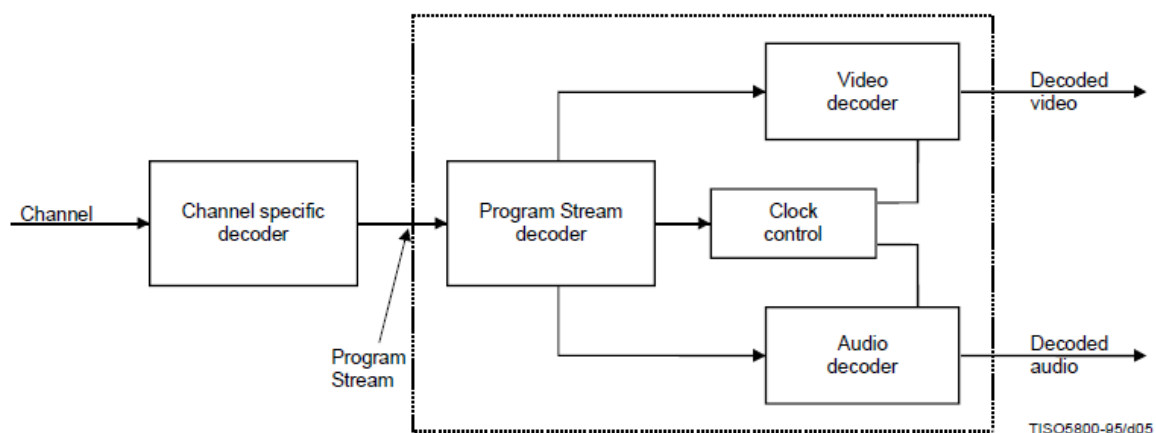 Channel
Channel specific
decoder
Program
Stream
Program Stream
decoder
Video
decoder
Clock
control
Audio
decoder
Decoded
video
Decoded
audio
TISO5800-95/d05